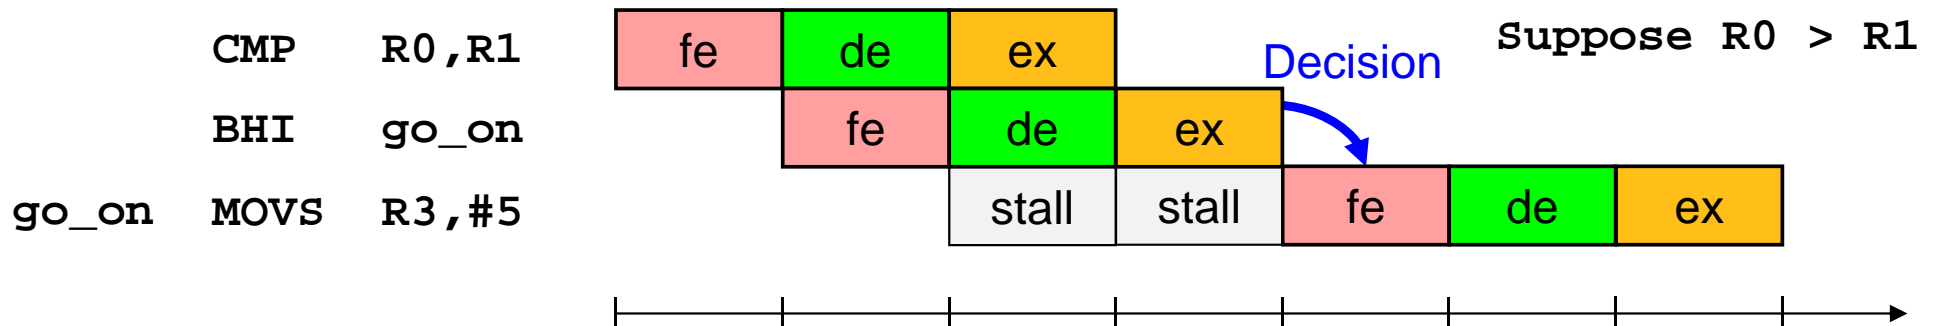 CMP R0,R1 fe de ex Decision Suppose R0 > R1
BHI go_on fe de ex
go_on MOVS R3,#5 stall stall fe de ex